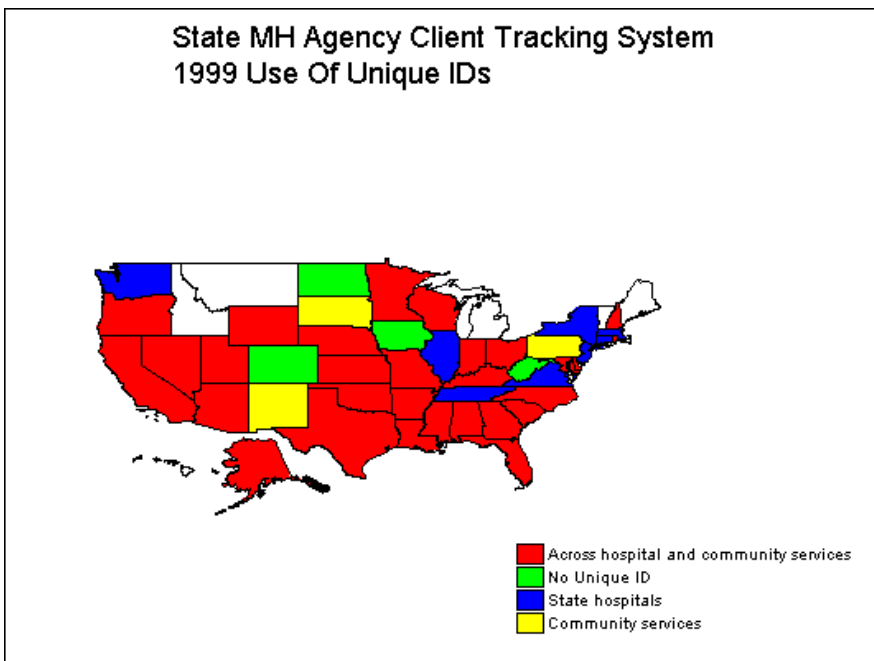 State MH Agency Client Tracking System
1999 Use Of Unique IDs
Across hospital and community services
No Unique ID
State hospitals
Community services